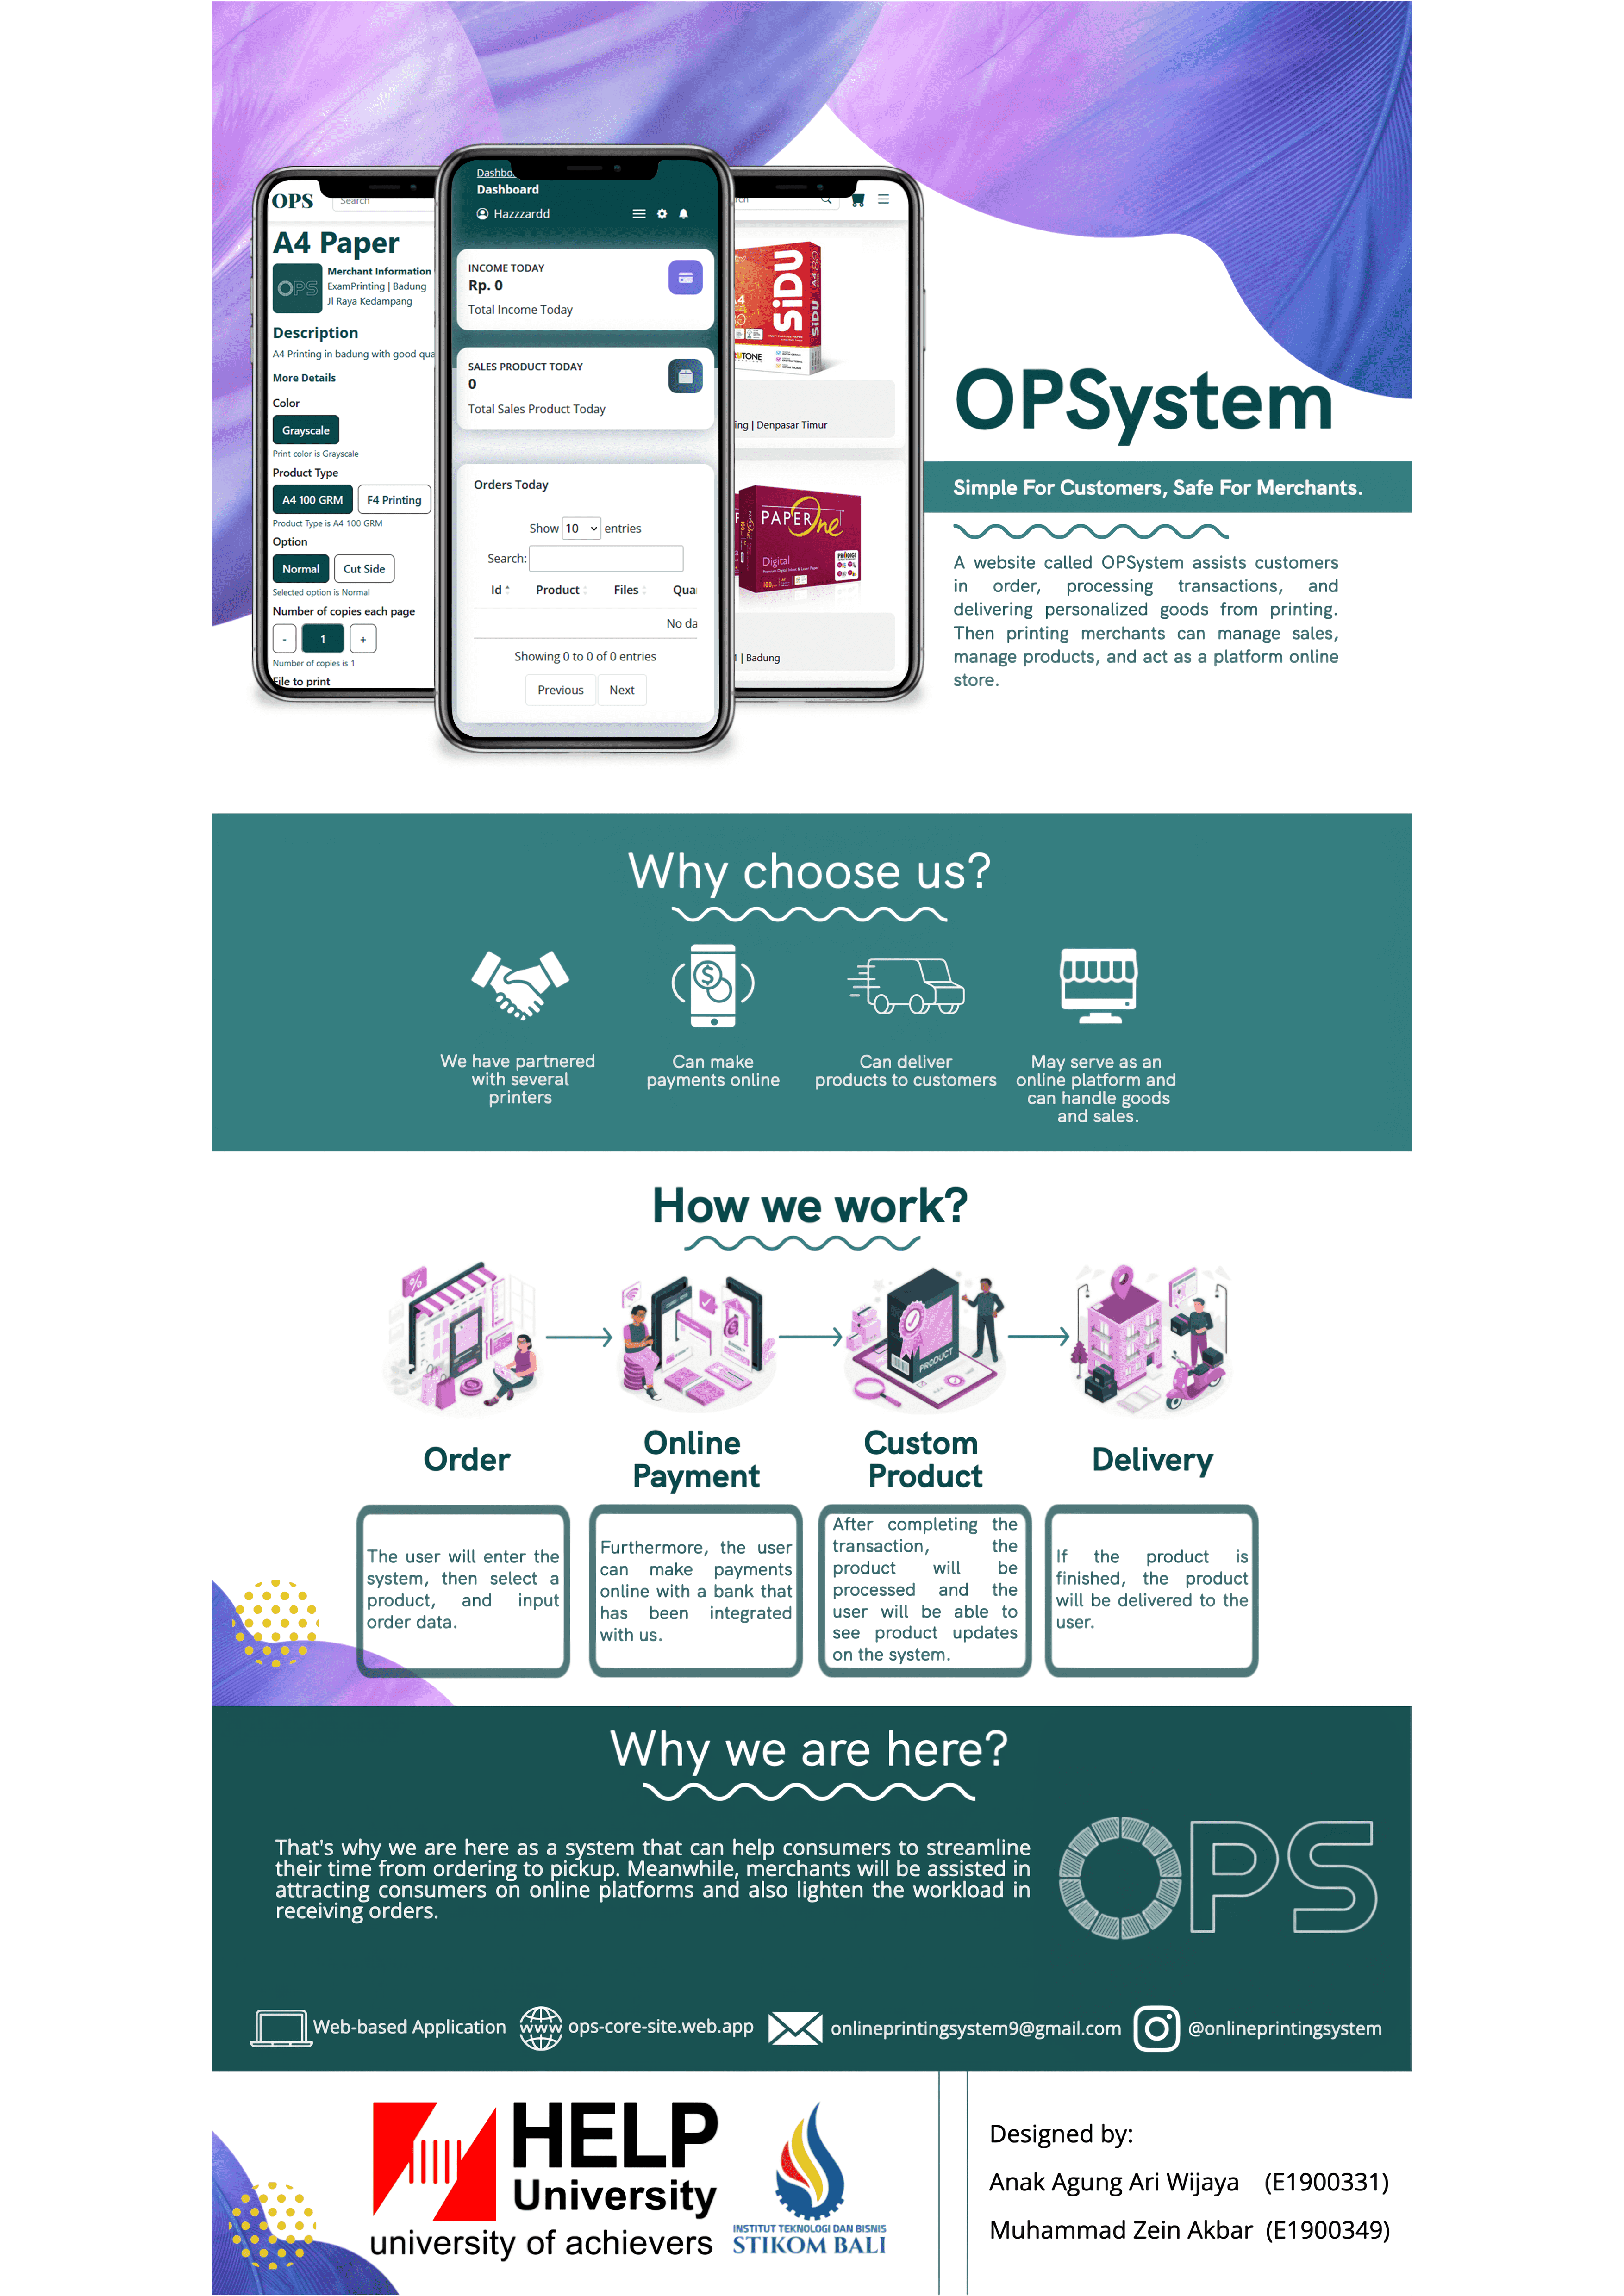 OPS
Search
A4 Paper
OPS
Merchant Information
ExamPrinting | Badung
Jl Raya Kedampang
Description
A4 Printing in badung with good qua
More Details
Color
Grayscale
Print color is Grayscale
Product Type
A4 100 GRM
F4 Printing
Product Type is A4 100 GRM
Option
Normal
Cut Side
Selected option is Normal
Number of copies each page
-
1
+
Number of copies is 1
File to print
Dashbo
Dashboard
Hazzzardd
INCOME TODAY
Rp. 0
Total Income Today
SALES PRODUCT TODAY
0
Total Sales Product Today
Orders Today
Show 10 entries
Search:
Id Product Files Qua
No da
Showing 0 to 0 of 0 entries
Previous
Next
rch
SiDU
SiDU A4 80
ing | Denpasar Timur
PAPER One
Digital
PRODIGI
100
| Badung
OPSystem
Simple For Customers, Safe For Merchants.
A website called OPSystem assists customers
in order, processing transactions, and
delivering personalized goods from printing.
Then printing merchants can manage sales,
manage products, and act as a platform online
store.
Why choose us?
We have partnered
with several
printers
Can make
payments online
Can deliver
products to customers
May serve as an
online platform and
can handle goods
and sales.
How we work?
PRODUCT
Order
Online
Payment
Custom
Product
Delivery
The user will enter the
system, then select a
product, and input
order data.
Furthermore, the user
can make payments
online with a bank that
has been integrated
with us.
After completing the
transaction, the
product will be
processed and the
user will be able to
see product updates
on the system.
If the product is
finished, the product
will be delivered to the
user.
Why we are here?
That's why we are here as a system that can help consumers to streamline
their time from ordering to pickup. Meanwhile, merchants will be assisted in
attracting consumers on online platforms and also lighten the workload in
receiving orders.
OPS
Web-based Application
www
ops-core-site.web.app
onlineprintingsystem9@gmail.com
@onlineprintingsystem
HELP
University
university of achievers
INSTITUT TEKNOLOGI DAN BISNIS
STIKOM BALI
Designed by:
Anak Agung Ari Wijaya (E1900331)
Muhammad Zein Akbar (E1900349)